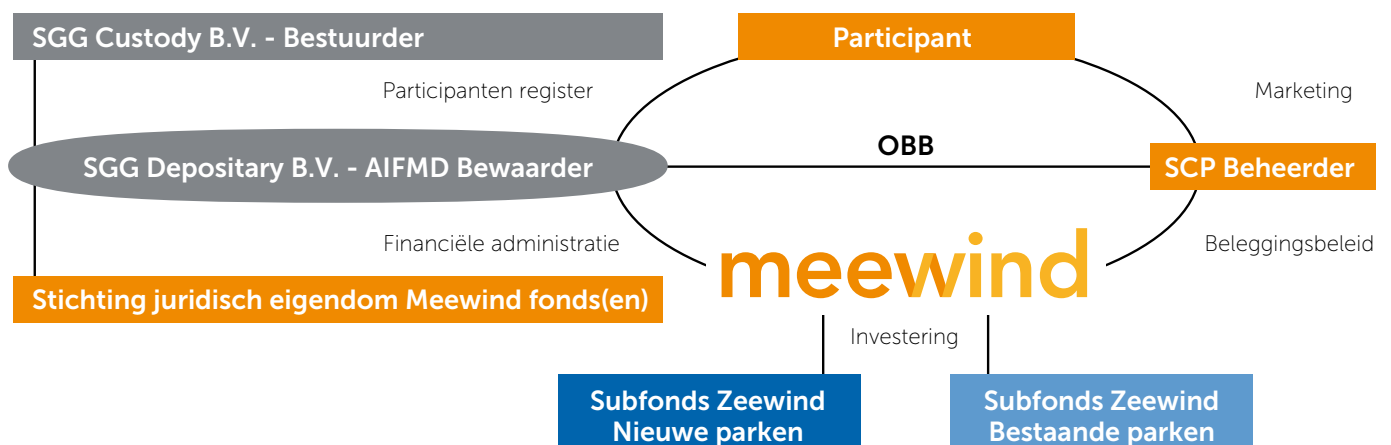 SGG Custody B.V. - Bestuurder
Participant
Participanten register
Marketing
OBB
SGG Depositary B.V. - AIFMD Bewaarder
SCP Beheerder
Financiële administratie
meewind
Beleggingsbeleid
Stichting juridisch eigendom Meewind fonds(en)
Investering
Subfonds Zeewind
Nieuwe parken
Subfonds Zeewind
Bestaande parken